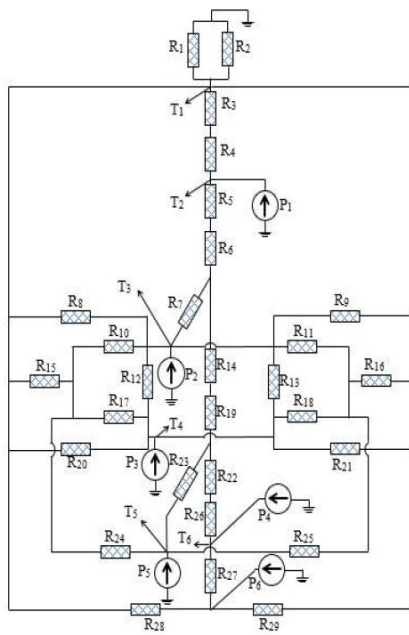 R1 R2
T1 R3
R4
T2 R5 P1
R6
T3 R7
R8 R9
R10 R11
R15 R12 P2 R14 R13 R16
R17 T4 R19 R18
R20 P3 R23 R21
R22
T5 R26 P4
R24 T6 R25
P5 R27 P6
R28 R29